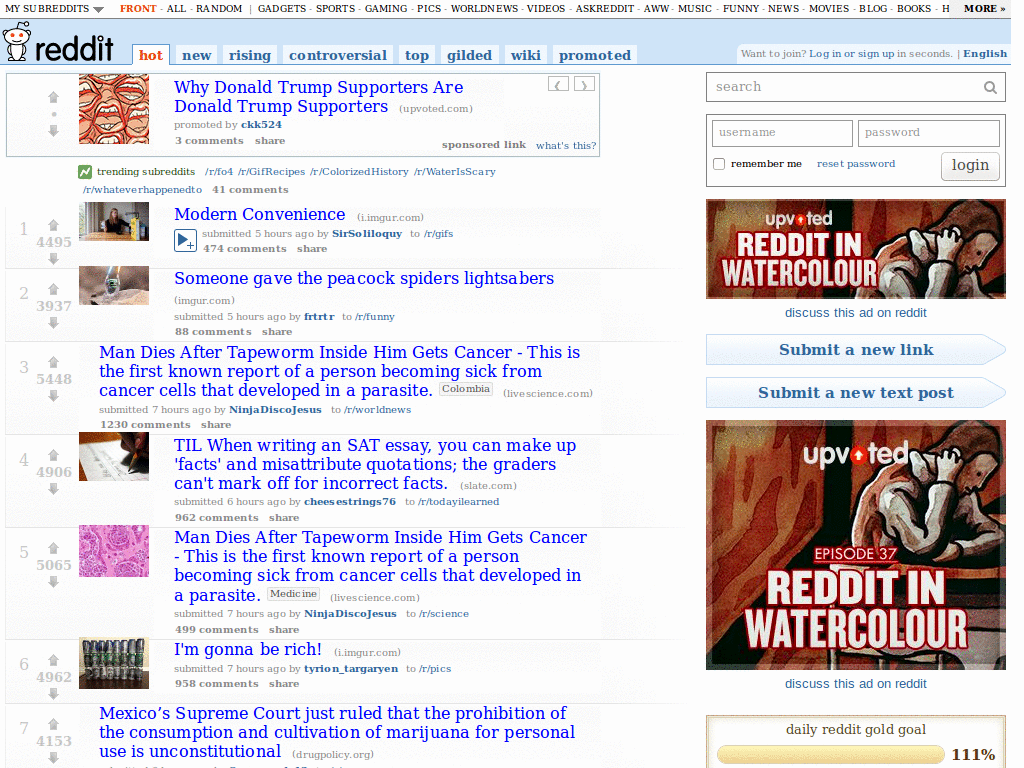 MY SUBREDDITS FRONT - ALL - RANDOM | GADGETS - SPORTS - GAMING - PICS - WORLDNEWS - VIDEOS - ASKREDDIT - AWW - MUSIC - FUNNY - NEWS - MOVIES - BLOG - BOOKS - H MORE »
reddit hot new rising controversial top gilded wiki promoted
Want to join? Log in or sign up in seconds. | English
Why Donald Trump Supporters Are
Donald Trump Supporters (upvoted.com)
promoted by ckk524
3 comments share
sponsored link what's this?
trending subreddits /r/fo4 /r/GifRecipes /r/ColorizedHistory /r/WaterIsScary
/r/whateverhappenedto 41 comments
1
4495
Modern Convenience (i.imgur.com)
submitted 5 hours ago by SirSoliloquy to /r/gifs
474 comments share
2
3937
Someone gave the peacock spiders lightsabers
(imgur.com)
submitted 5 hours ago by frtrtr to /r/funny
88 comments share
3
5448
Man Dies After Tapeworm Inside Him Gets Cancer - This is
the first known report of a person becoming sick from
cancer cells that developed in a parasite. Colombia (livescience.com)
submitted 7 hours ago by NinjaDiscoJesus to /r/worldnews
1230 comments share
4
4906
TIL When writing an SAT essay, you can make up
'facts' and misattribute quotations; the graders
can't mark off for incorrect facts. (slate.com)
submitted 6 hours ago by cheesestrings76 to /r/todayilearned
962 comments share
5
5065
Man Dies After Tapeworm Inside Him Gets Cancer
- This is the first known report of a person
becoming sick from cancer cells that developed in
a parasite. Medicine (livescience.com)
submitted 7 hours ago by NinjaDiscoJesus to /r/science
499 comments share
6
4962
I'm gonna be rich! (i.imgur.com)
submitted 7 hours ago by tyrion_targaryen to /r/pics
958 comments share
7
4153
Mexico’s Supreme Court just ruled that the prohibition of
the consumption and cultivation of marijuana for personal
use is unconstitutional (drugpolicy.org)
search
username password
remember me reset password login
upvoted
REDDIT IN
WATERCOLOUR
discuss this ad on reddit
Submit a new link
Submit a new text post
upvoted
EPISODE 37
REDDIT IN
WATERCOLOUR
discuss this ad on reddit
daily reddit gold goal
111%